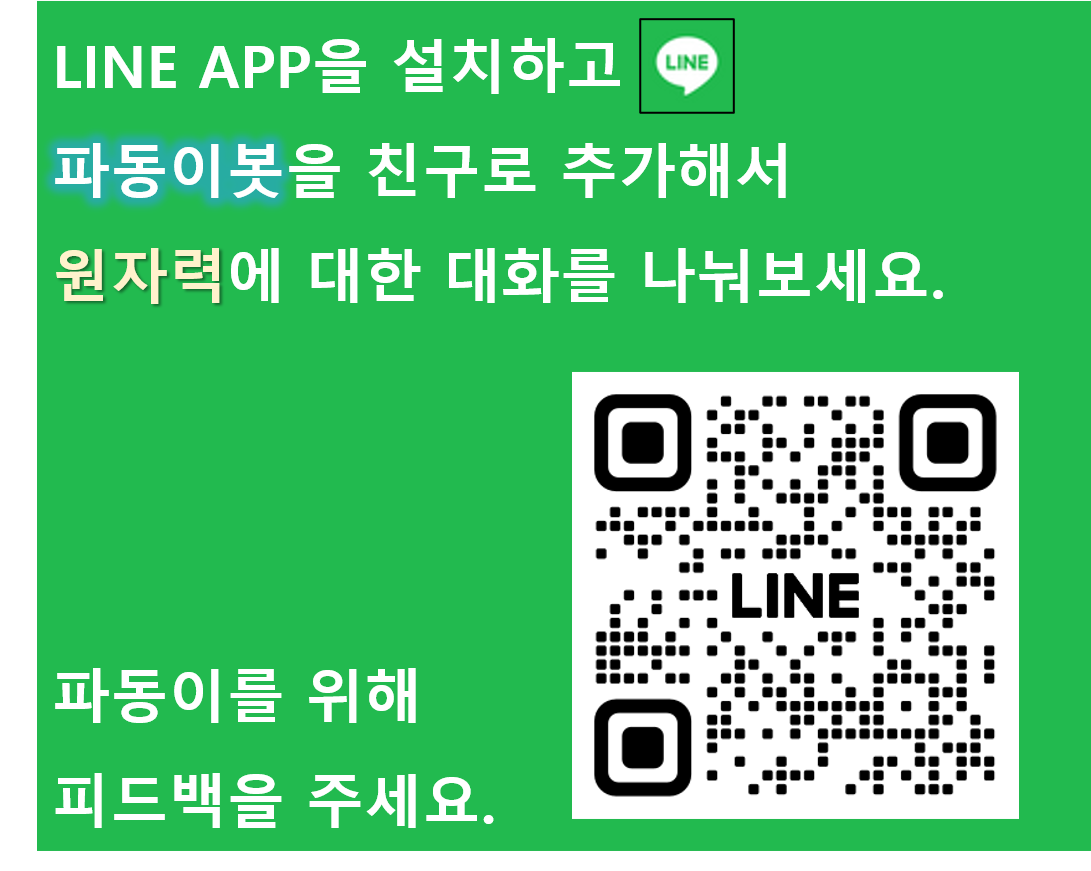 LINE APP을 설치하고 LINE
파동이봇을 친구로 추가해서
원자력에 대한 대화를 나눠보세요.
LINE
파동이를 위해
피드백을 주세요.